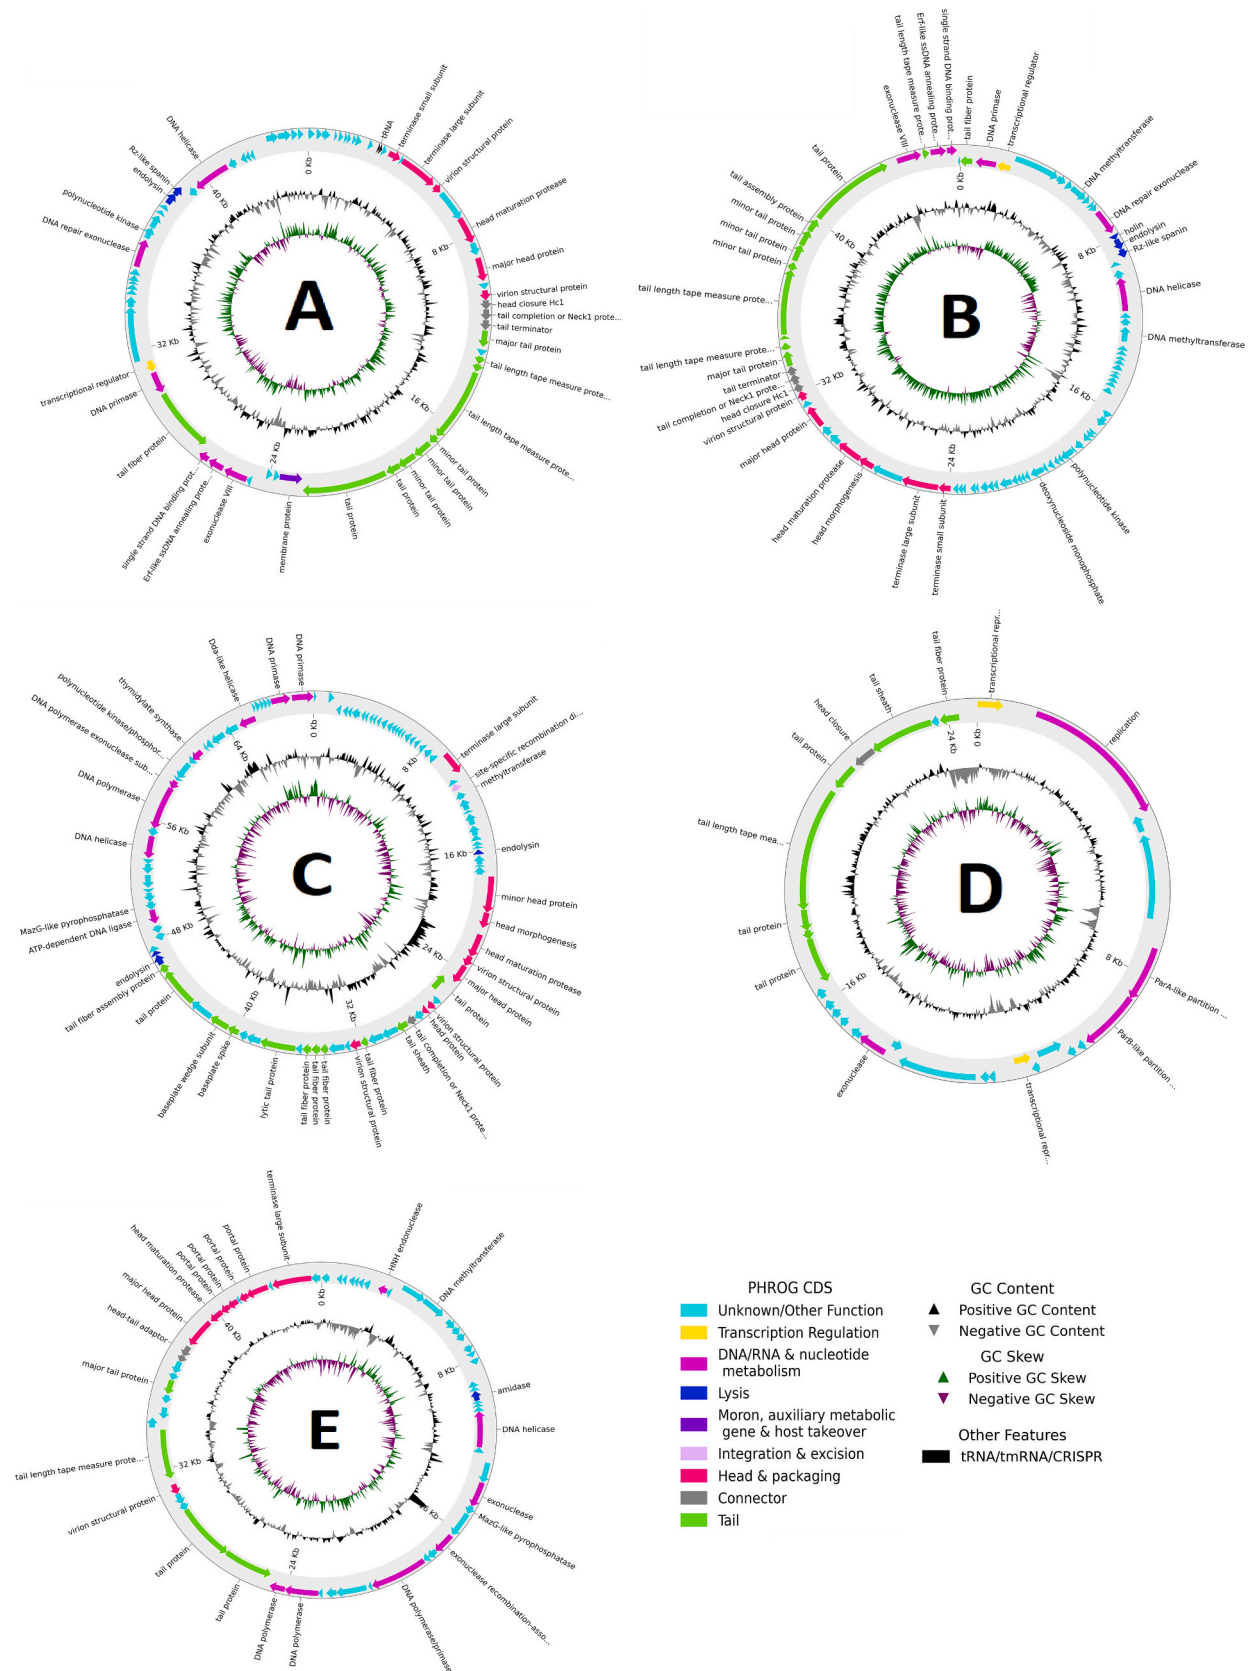 A
0 Kb
8 Kb
16 Kb
24 Kb
32 Kb
40 Kb
tRNA
terminase small subunit
terminase large subunit
virion structural protein
head maturation protease
major head protein
virion structural protein
head closure Hc1
tail completion or Neck1 prote...
tail terminator
major tail protein
tail length tape measure prote...
tail length tape measure prote...
minor tail protein
minor tail protein
minor tail protein
tail protein
tail protein
membrane protein
exonuclease VIII
Erf-like ssDNA annealing prote...
single strand DNA binding prot...
tail fiber protein
DNA primase
transcriptional regulator
DNA repair exonuclease
polynucleotide kinase
endolysin
Rz-like spanin
DNA helicase
B
0 Kb
8 Kb
16 Kb
24 Kb
32 Kb
40 Kb
tail fiber protein
DNA primase
transcriptional regulator
DNA methyltransferase
DNA repair exonuclease
holin
endolysin
Rz-like spanin
DNA helicase
DNA methyltransferase
polynucleotide kinase
deoxynucleoside monophosphate
terminase small subunit
terminase large subunit
head morphogenesis
head maturation protease
major head protein
virion structural protein
head closure Hc1
tail completion or Neck1 prote...
tail terminator
major tail protein
tail length tape measure prote...
tail length tape measure prote...
minor tail protein
minor tail protein
minor tail protein
tail assembly protein
tail protein
exonuclease VIII
tail length tape measure prote...
Erf-like ssDNA annealing prote...
single strand DNA binding prot...
C
0 Kb
8 Kb
16 Kb
24 Kb
32 Kb
40 Kb
48 Kb
56 Kb
64 Kb
terminase large subunit
site-specific recombination di...
methyltransferase
endolysin
minor head protein
head morphogenesis
head maturation protease
virion structural protein
major head protein
tail protein
virion structural protein
head protein
tail completion or Neck1 prote...
tail sheath
tail fiber protein
virion structural protein
tail fiber protein
tail fiber protein
tail fiber protein
lytic tail protein
baseplate spike
baseplate wedge subunit
tail protein
tail fiber assembly protein
endolysin
ATP-dependent DNA ligase
MazG-like pyrophosphatase
DNA helicase
DNA polymerase
DNA polymerase exonuclease sub...
polynucleotide kinase/phosphor...
thymidylate synthase
Dda-like helicase
DNA primase
DNA primase
D
0 Kb
8 Kb
16 Kb
24 Kb
transcriptional repr...
replication
ParA-like partition ...
ParB-like partition ...
transcriptional repr...
exonuclease
tail protein
tail protein
tail length tape mea...
tail protein
head closure
tail sheath
tail fiber protein
E
0 Kb
8 Kb
16 Kb
24 Kb
32 Kb
40 Kb
HNH endonuclease
DNA methyltransferase
amidase
DNA helicase
exonuclease
MazG-like pyrophosphatase
exonuclease recombination-asso...
DNA polymerase/primase
DNA polymerase
DNA polymerase
tail protein
tail protein
virion structural protein
tail length tape measure prote...
major tail protein
head-tail adaptor
major head protein
head maturation protease
portal protein
portal protein
portal protein
portal protein
terminase large subunit
PHROG CDS
Unknown/Other Function
Transcription Regulation
DNA/RNA & nucleotide
metabolism
Lysis
Moron, auxiliary metabolic
gene & host takeover
Integration & excision
Head & packaging
Connector
Tail
GC Content
Positive GC Content
Negative GC Content
GC Skew
Positive GC Skew
Negative GC Skew
Other Features
tRNA/tmRNA/CRISPR